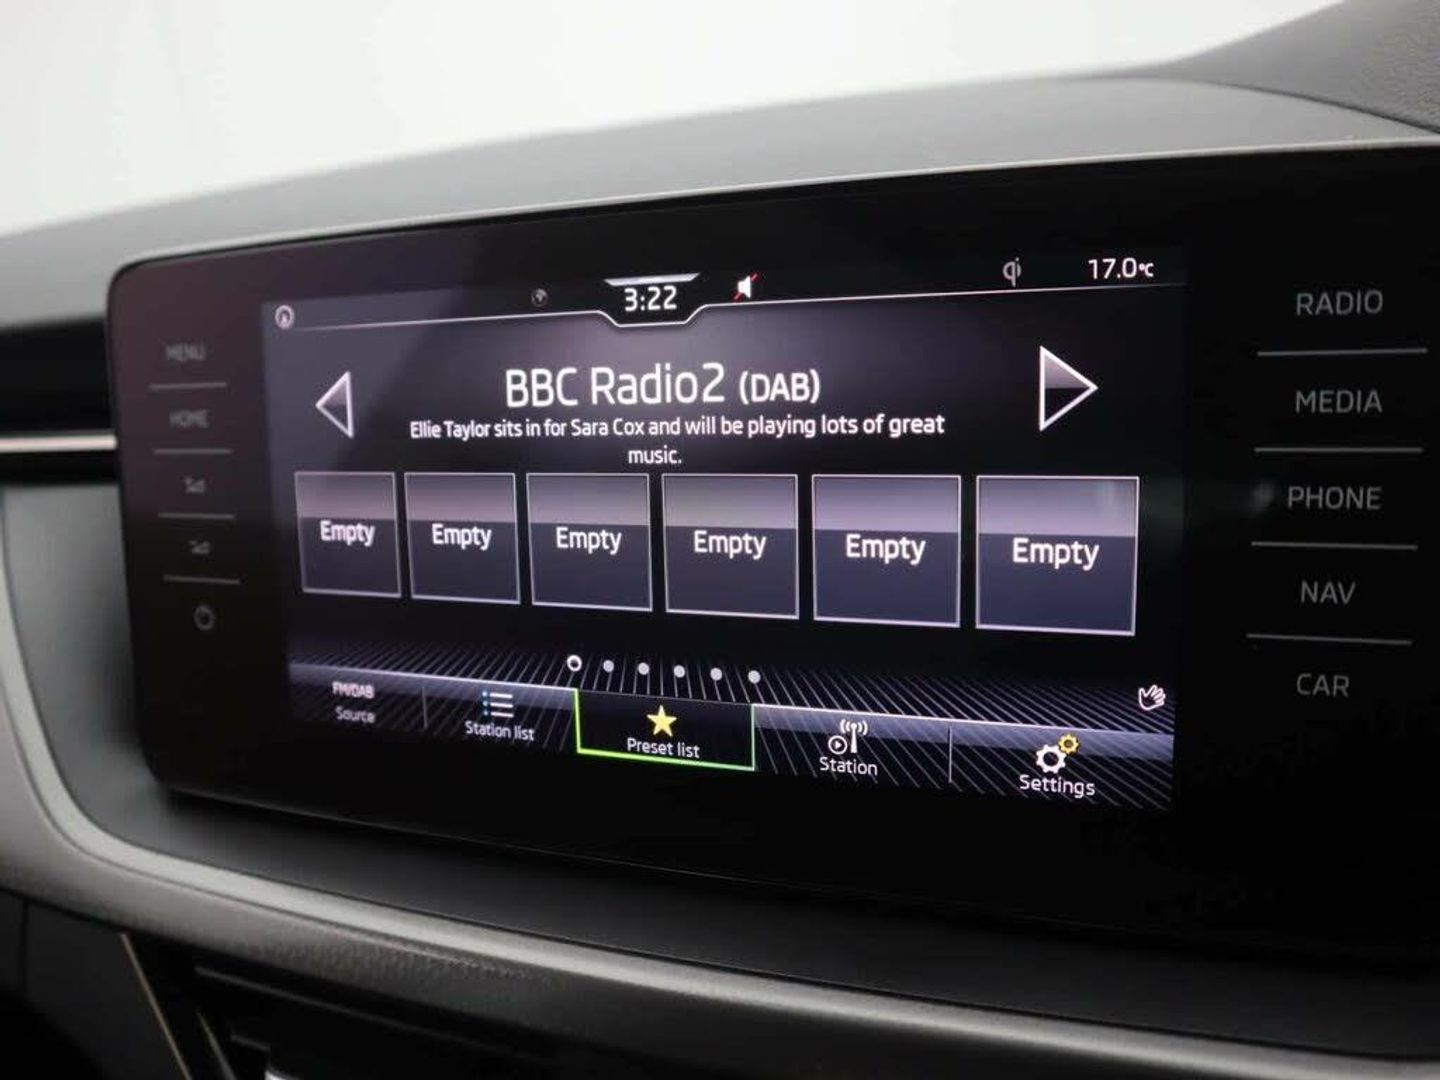 3:22
qi
17.0°C
MENU
HOME
BBC Radio2 (DAB)
Ellie Taylor sits in for Sara Cox and will be playing lots of great
music.
Empty Empty Empty Empty Empty Empty
FM/DAB
Source
Station list
Preset list
Station
Settings
RADIO
MEDIA
PHONE
NAV
CAR